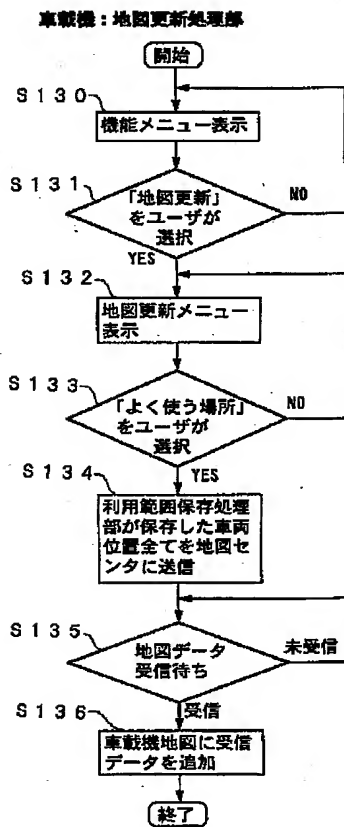 車載機：地図更新処理部
開始
S130
機能メニュー表示
S131
「地図更新」
をユーザが
選択
NO
YES
S132
地図更新メニュー
表示
S133
「よく使う場所」
をユーザが
選択
NO
YES
S134
利用範囲保存処理
部が保存した車両
位置全てを地図セ
ンタに送信
S135
地図データ
受信待ち
未受信
受信
S136
車載機地図に受信
データを追加
終了